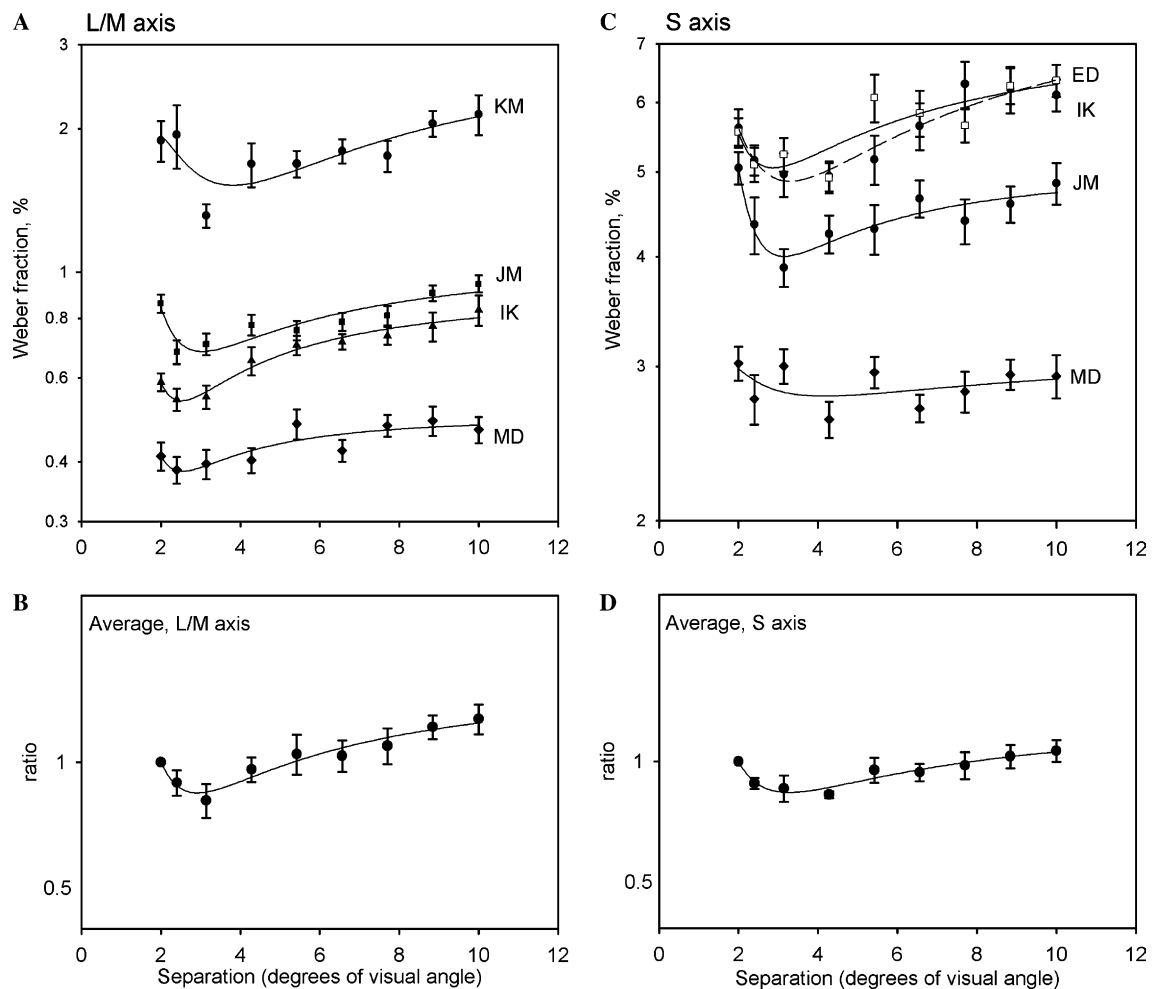 A L/M axis
3
2
1
0.8
0.6
0.4
0.3
Weber fraction, %
KM
JM
IK
MD
0 2 4 6 8 10 12
B
Average, L/M axis
1
0.5
ratio
0 2 4 6 8 10 12
Separation (degrees of visual angle)
C S axis
7
6
5
4
3
2
Weber fraction, %
ED
IK
JM
MD
0 2 4 6 8 10 12
D
Average, S axis
1
0.5
ratio
0 2 4 6 8 10 12
Separation (degrees of visual angle)